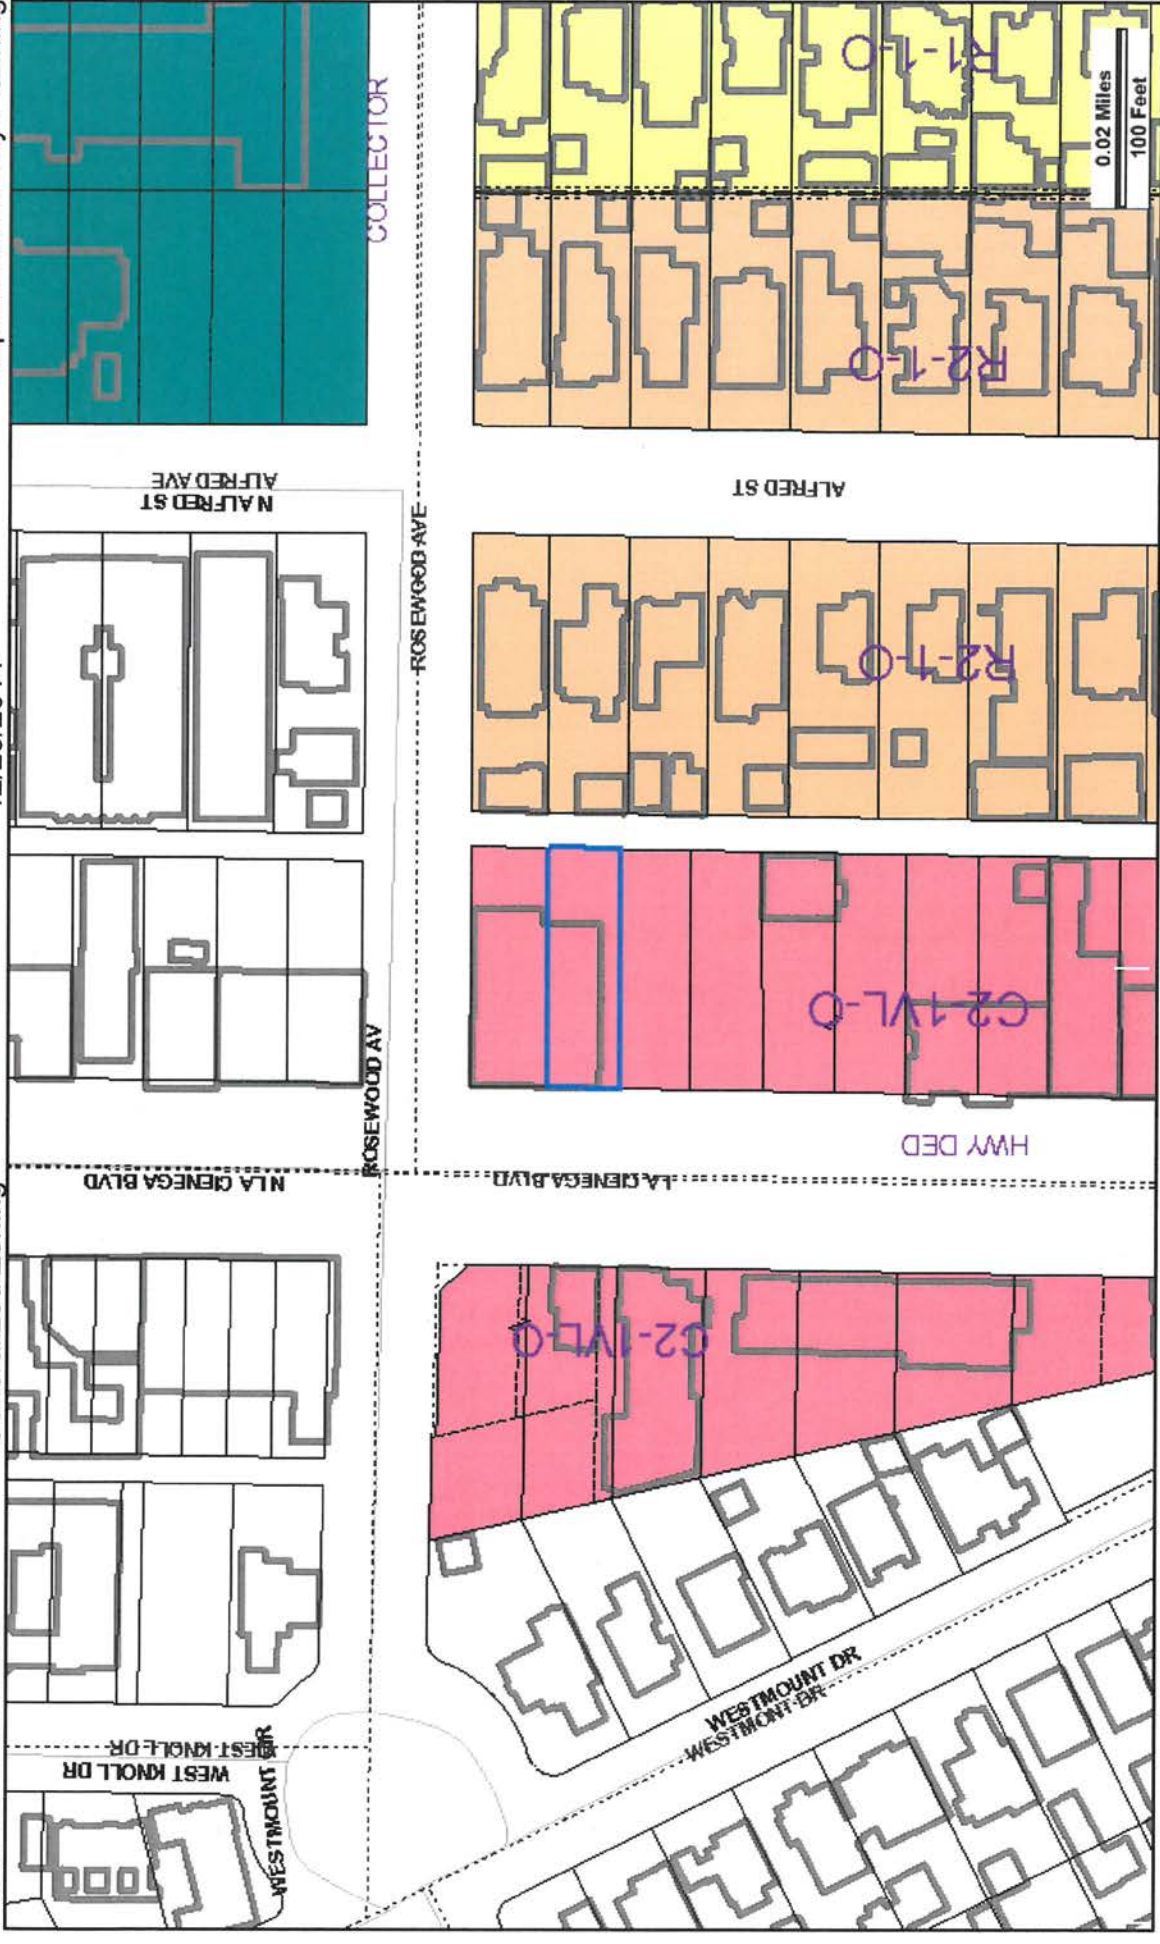 COLLECTOR
R1-1-O
0.02 Miles
100 Feet
R2-1-O
ALFRED AVE
N ALFRED ST
ALFRED ST
ROSEWOOD AVE
R2-1-O
C2-1VL-O
ROSEWOOD AV
HWY DED
N LA CIENEGA BLVD
LA CIENEGA BLVD
C2-1VL-O
WESTMOUNT DR
WESTMONT DR
WEST KNOLL DR
WEST KNOLL DR
WESTMOUNT DR